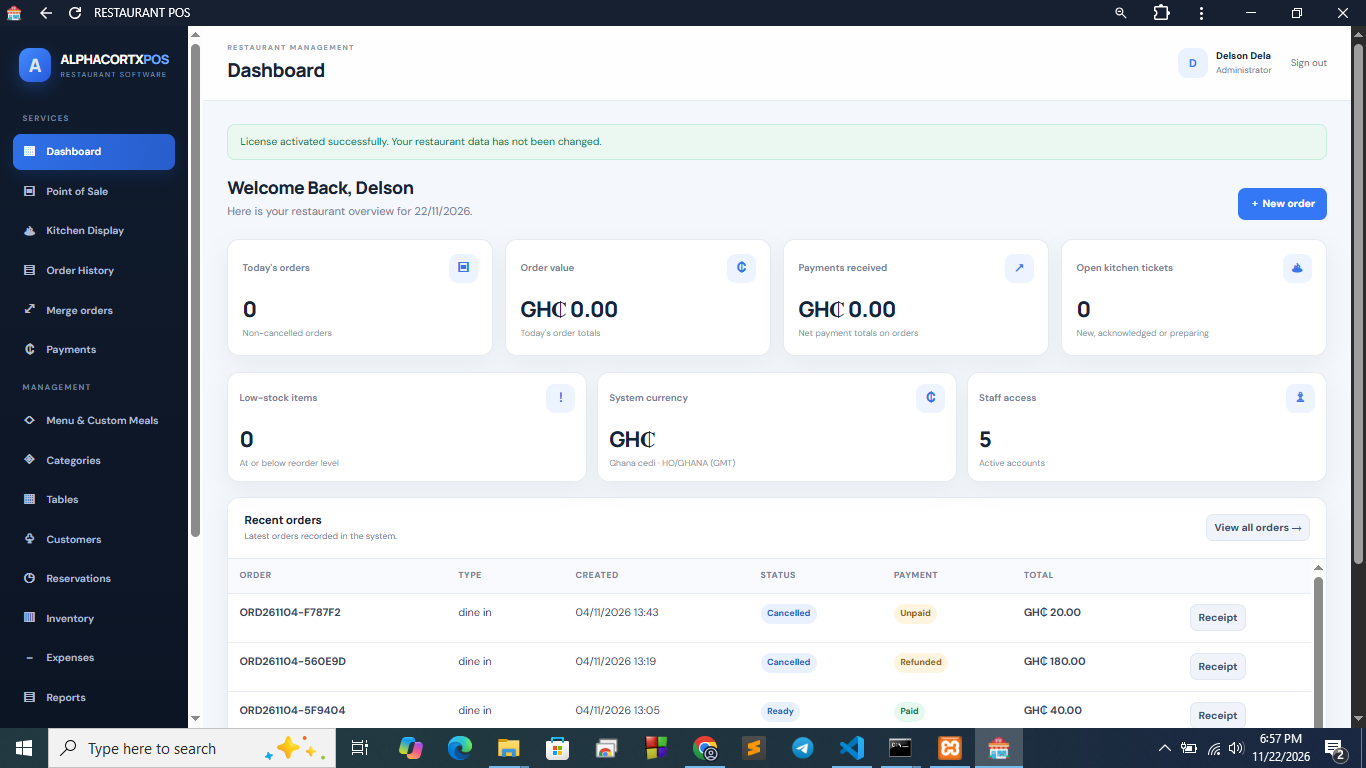 RESTAURANT POS
A
ALPHACORTXPOS
RESTAURANT SOFTWARE
SERVICES
Dashboard
Point of Sale
Kitchen Display
Order History
Merge orders
₵ Payments
MANAGEMENT
Menu & Custom Meals
Categories
Tables
Customers
Reservations
Inventory
– Expenses
Reports
RESTAURANT MANAGEMENT
Dashboard
D
Delson Dela
Administrator
Sign out
License activated successfully. Your restaurant data has not been changed.
Welcome Back, Delson
Here is your restaurant overview for 22/11/2026.
+ New order
Today's orders
0
Non-cancelled orders
Order value
₵
GH₵ 0.00
Today's order totals
Payments received
↗
GH₵ 0.00
Net payment totals on orders
Open kitchen tickets
0
New, acknowledged or preparing
Low-stock items
!
0
At or below reorder level
System currency
₵
GH₵
Ghana cedi · HO/GHANA (GMT)
Staff access
5
Active accounts
Recent orders
Latest orders recorded in the system.
View all orders →
ORDER TYPE CREATED STATUS PAYMENT TOTAL
ORD261104-F787F2 dine in 04/11/2026 13:43 Cancelled Unpaid GH₵ 20.00 Receipt
ORD261104-560E9D dine in 04/11/2026 13:19 Cancelled Refunded GH₵ 180.00 Receipt
ORD261104-5F9404 dine in 04/11/2026 13:05 Ready Paid GH₵ 40.00 Receipt
Type here to search
6:57 PM
11/22/2026
2